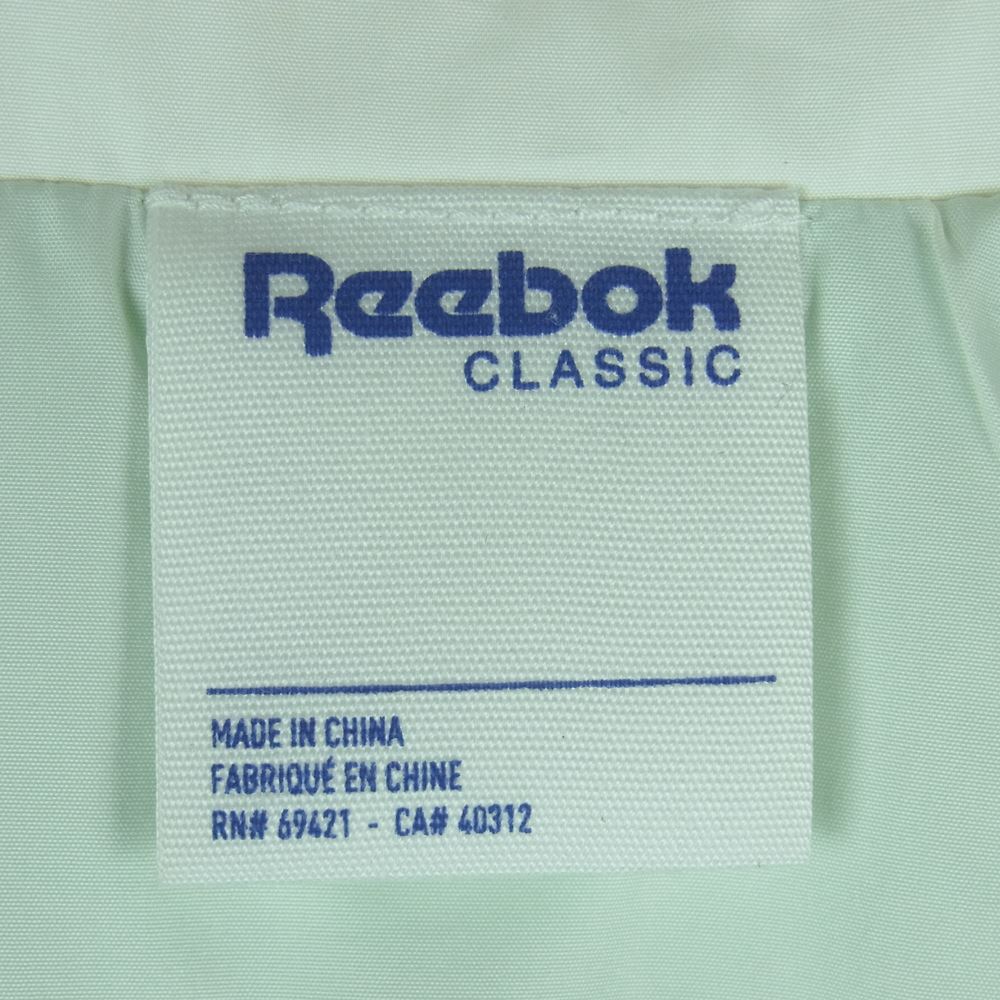 Reebok
CLASSIC
MADE IN CHINA
FABRIQUÉ EN CHINE
RN# 69421 - CA# 40312